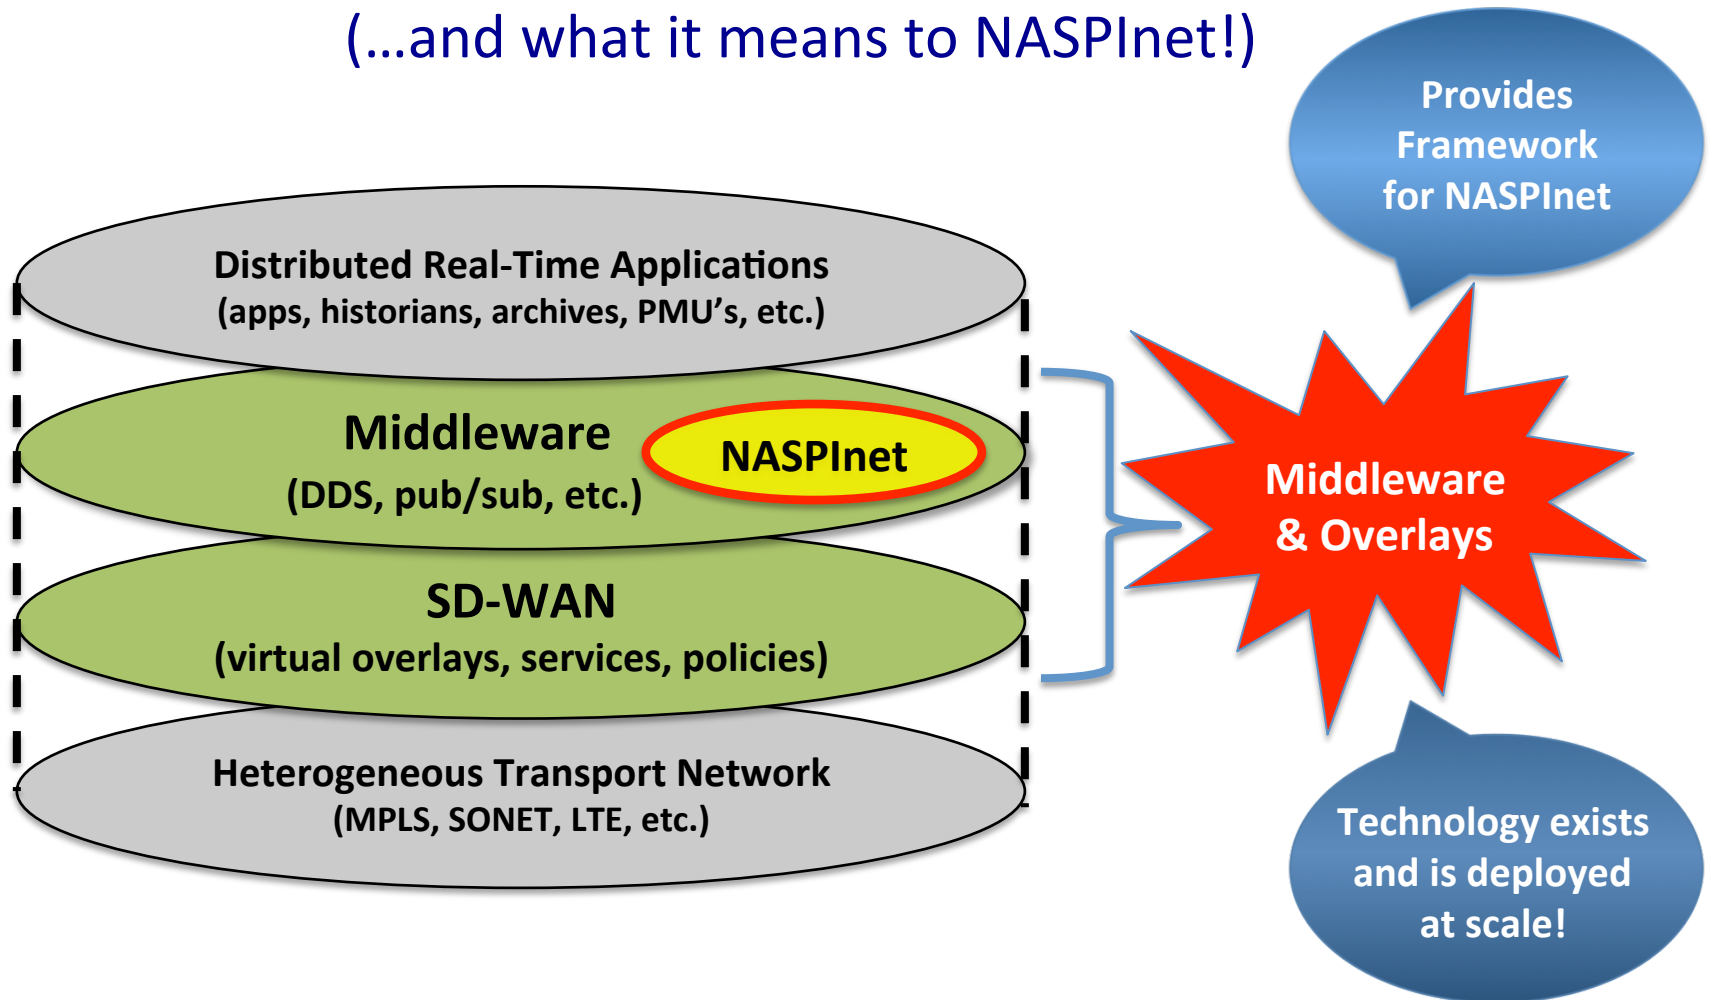 (…and what it means to NASPInet!)
Provides
Framework
for NASPInet
Distributed Real-Time Applications
(apps, historians, archives, PMU’s, etc.)
Middleware
(DDS, pub/sub, etc.)
NASPInet
SD-WAN
(virtual overlays, services, policies)
Heterogeneous Transport Network
(MPLS, SONET, LTE, etc.)
Middleware
& Overlays
Technology exists
and is deployed
at scale!